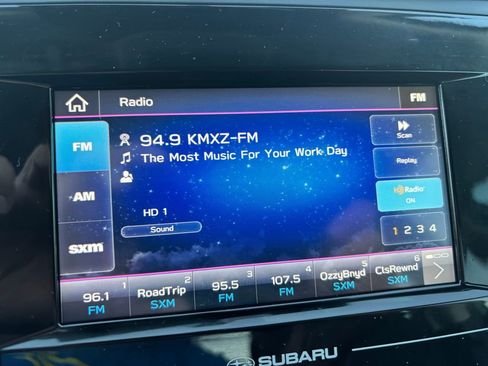 Radio
FM
FM
AM
sxm
94.9 KMXZ-FM
The Most Music For Your Work Day
HD 1
Sound
Scan
Replay
HD Radio
ON
1 2 3 4
1
96.1
FM
2
RoadTrip
SXM
3
95.5
FM
4
107.5
FM
5
OzzyBnyd
SXM
6
ClsRewnd
SXM
SUBARU